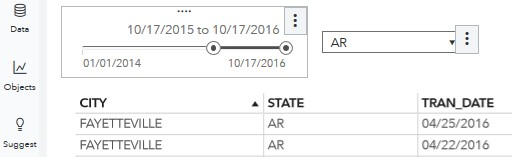 Data
Objects
Suggest
10/17/2015 to 10/17/2016
01/01/2014 10/17/2016
AR
CITY STATE TRAN_DATE
FAYETTEVILLE AR 04/25/2016
FAYETTEVILLE AR 04/22/2016